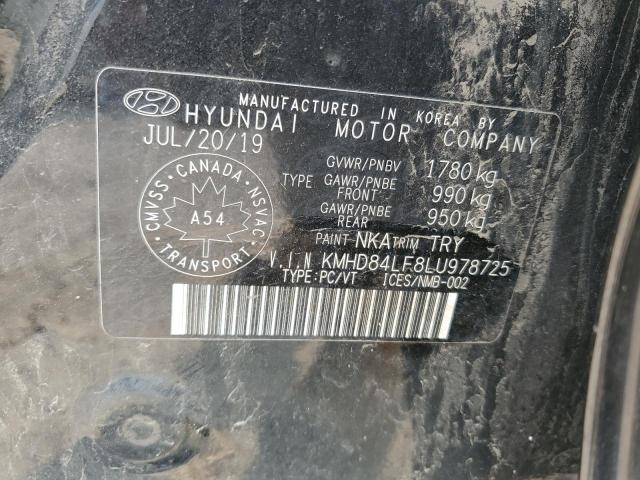 MANUFACTURED IN KOREA BY
HYUNDAI MOTOR COMPANY
JUL/20/19
GVWR/PNBV 1780 kg
TYPE GAWR/PNBE FRONT 990 kg
GAWR/PNBE REAR 950 kg
PAINT NKA TRIM TRY
V.I.N KMHD84LF8LU978725
TYPE:PC/VT ICES/NMB-002
CMVSS • CANADA • NSVAC
A54
TRANSPORT